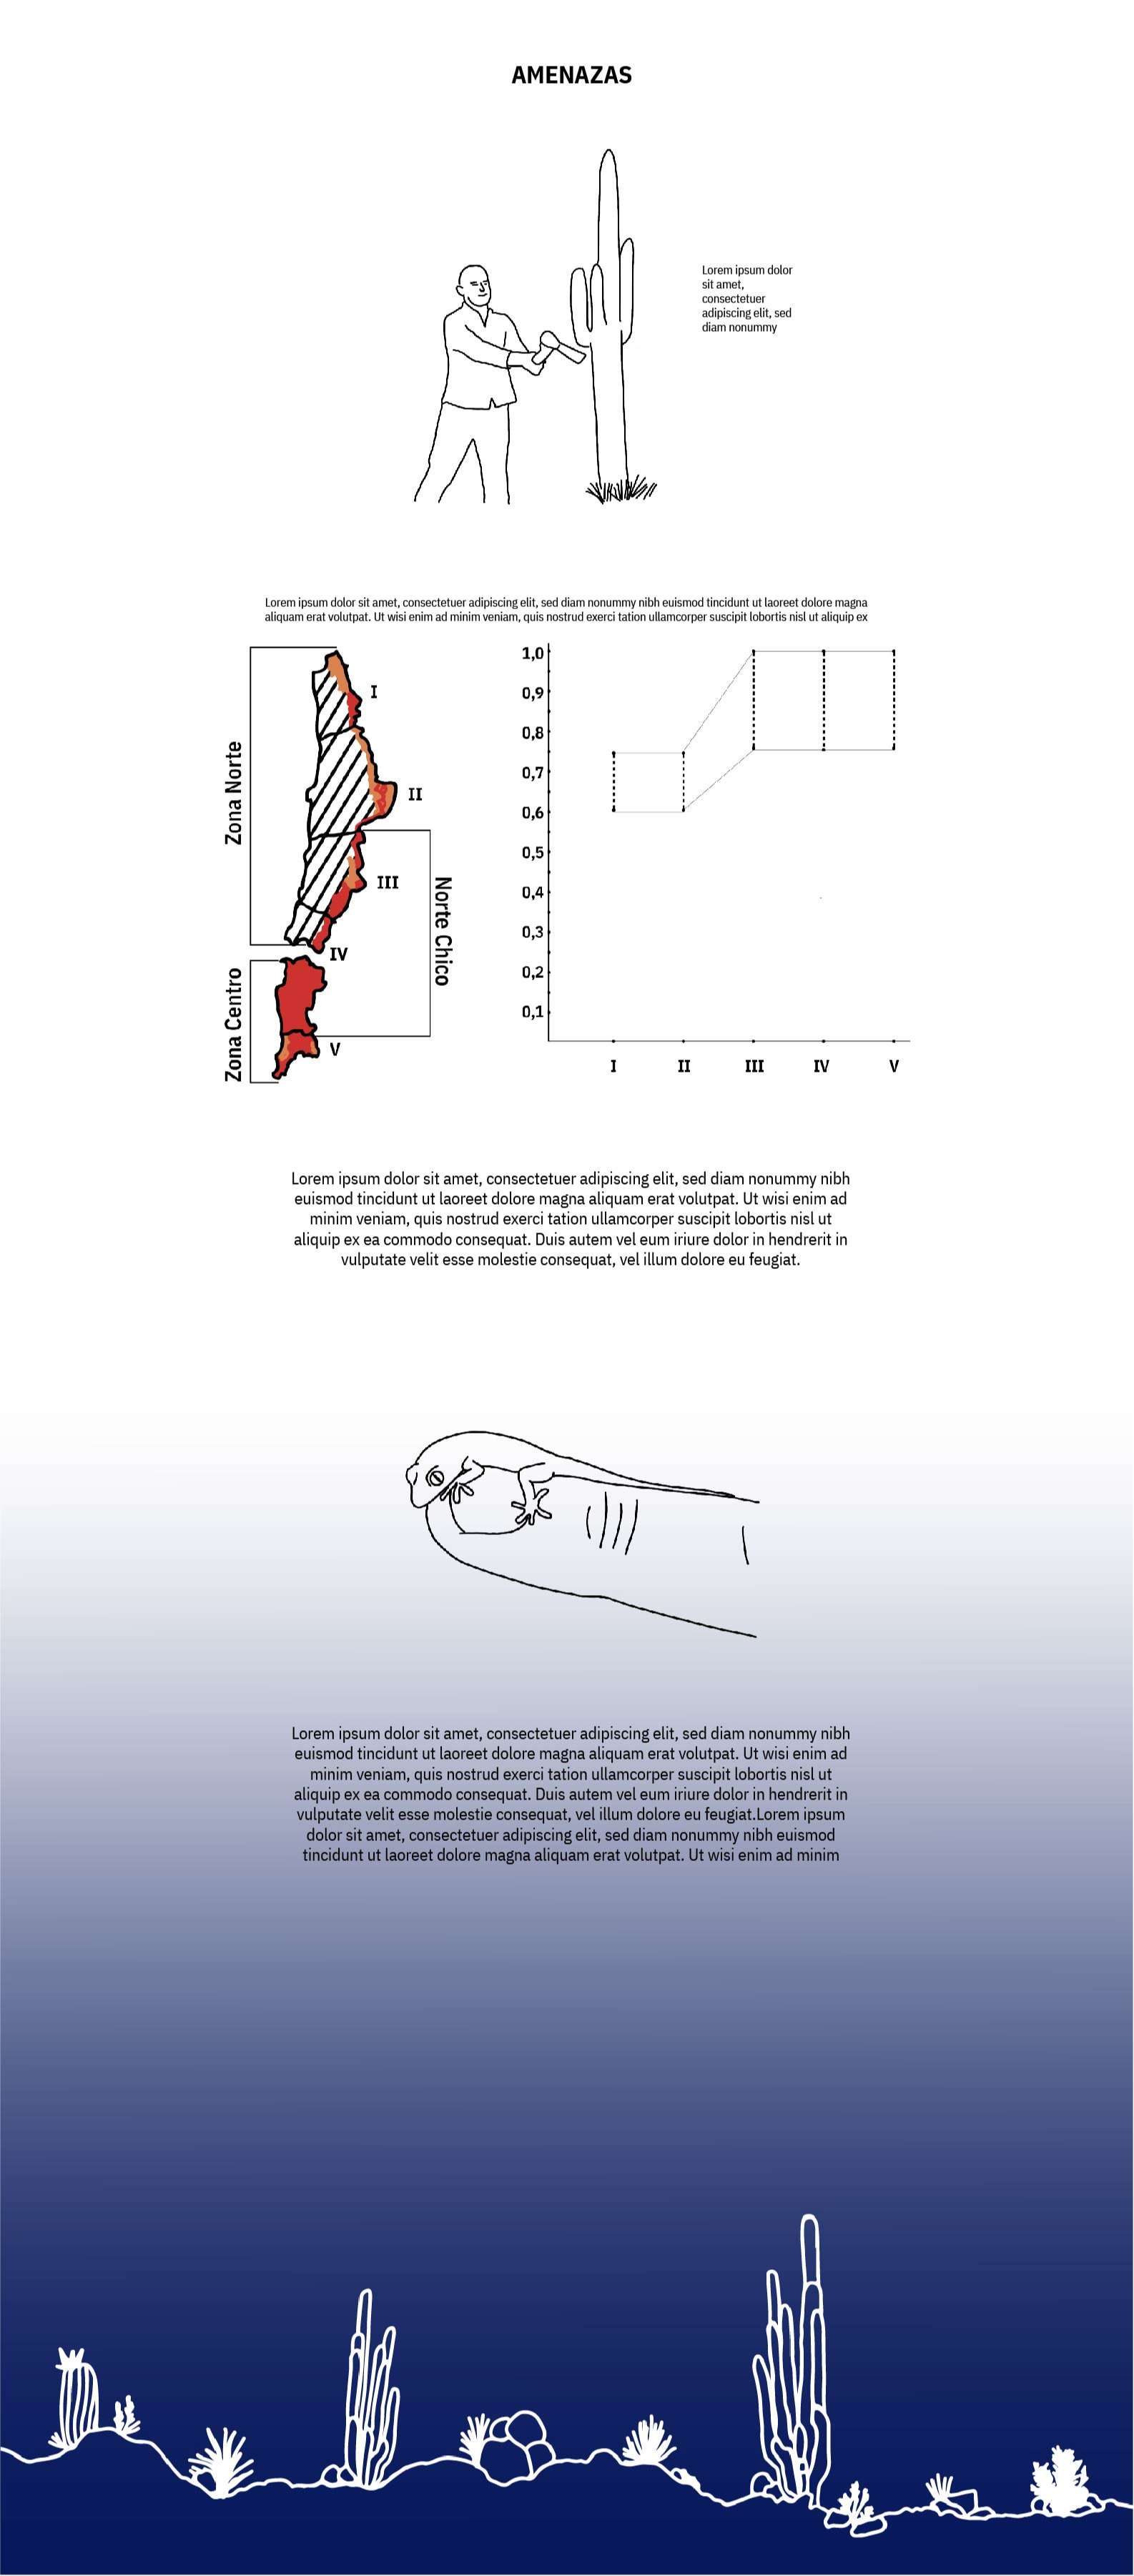 AMENAZAS
Lorem ipsum dolor
sit amet,
consectetuer
adipiscing elit, sed
diam nonummy
Lorem ipsum dolor sit amet, consectetuer adipiscing elit, sed diam nonummy nibh euismod tincidunt ut laoreet dolore magna
aliquam erat volutpat. Ut wisi enim ad minim veniam, quis nostrud exerci tation ullamcorper suscipit lobortis nisl ut aliquip ex
Zona Norte
Zona Centro
Norte Chico
I
II
III
IV
V
1,0
0,9
0,8
0,7
0,6
0,5
0,4
0,3
0,2
0,1
I II III IV V
Lorem ipsum dolor sit amet, consectetuer adipiscing elit, sed diam nonummy nibh
euismod tincidunt ut laoreet dolore magna aliquam erat volutpat. Ut wisi enim ad
minim veniam, quis nostrud exerci tation ullamcorper suscipit lobortis nisl ut
aliquip ex ea commodo consequat. Duis autem vel eum iriure dolor in hendrerit in
vulputate velit esse molestie consequat, vel illum dolore eu feugiat.
Lorem ipsum dolor sit amet, consectetuer adipiscing elit, sed diam nonummy nibh
euismod tincidunt ut laoreet dolore magna aliquam erat volutpat. Ut wisi enim ad
minim veniam, quis nostrud exerci tation ullamcorper suscipit lobortis nisl ut
aliquip ex ea commodo consequat. Duis autem vel eum iriure dolor in hendrerit in
vulputate velit esse molestie consequat, vel illum dolore eu feugiat.Lorem ipsum
dolor sit amet, consectetuer adipiscing elit, sed diam nonummy nibh euismod
tincidunt ut laoreet dolore magna aliquam erat volutpat. Ut wisi enim ad minim